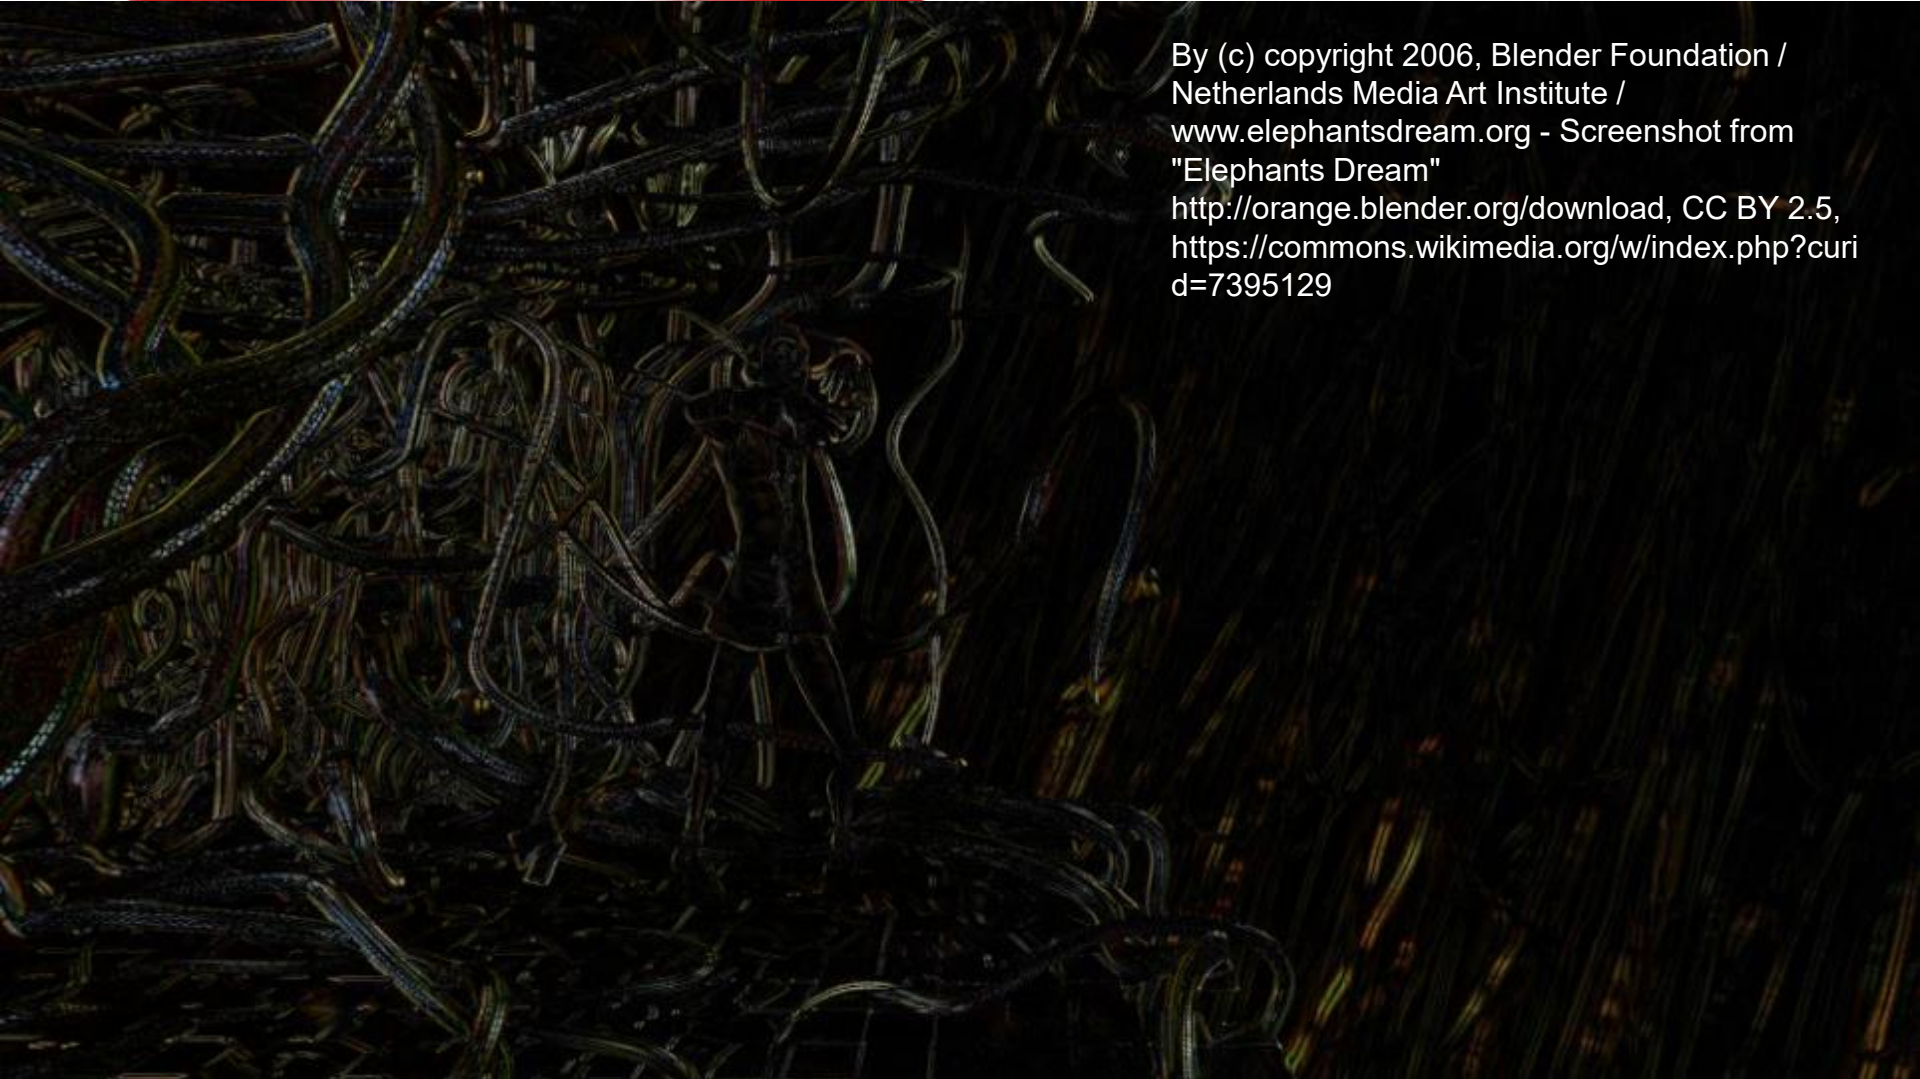 By (c) copyright 2006, Blender Foundation /
Netherlands Media Art Institute /
www.elephantsdream.org - Screenshot from
"Elephants Dream"
http://orange.blender.org/download, CC BY 2.5,
https://commons.wikimedia.org/w/index.php?curi
d=7395129